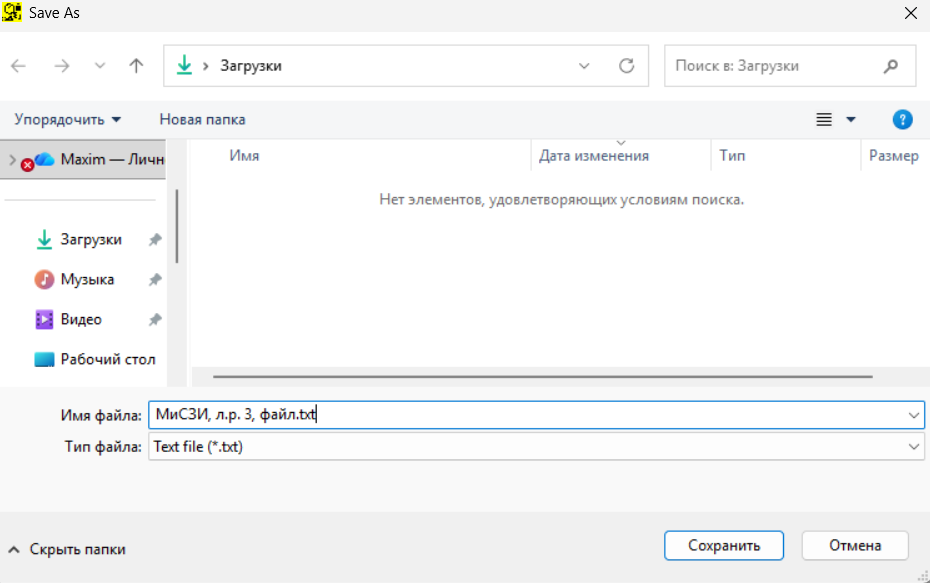 Save As
Загрузки
Поиск в: Загрузки
Упорядочить
Новая папка
?
Maxim — Личн
Имя
Дата изменения
Тип
Размер
Нет элементов, удовлетворяющих условиям поиска.
Загрузки
Музыка
Видео
Рабочий стол
Имя файла: МиСЗИ, л.р. 3, файл.txt
Тип файла: Text file (*.txt)
Скрыть папки
Сохранить
Отмена